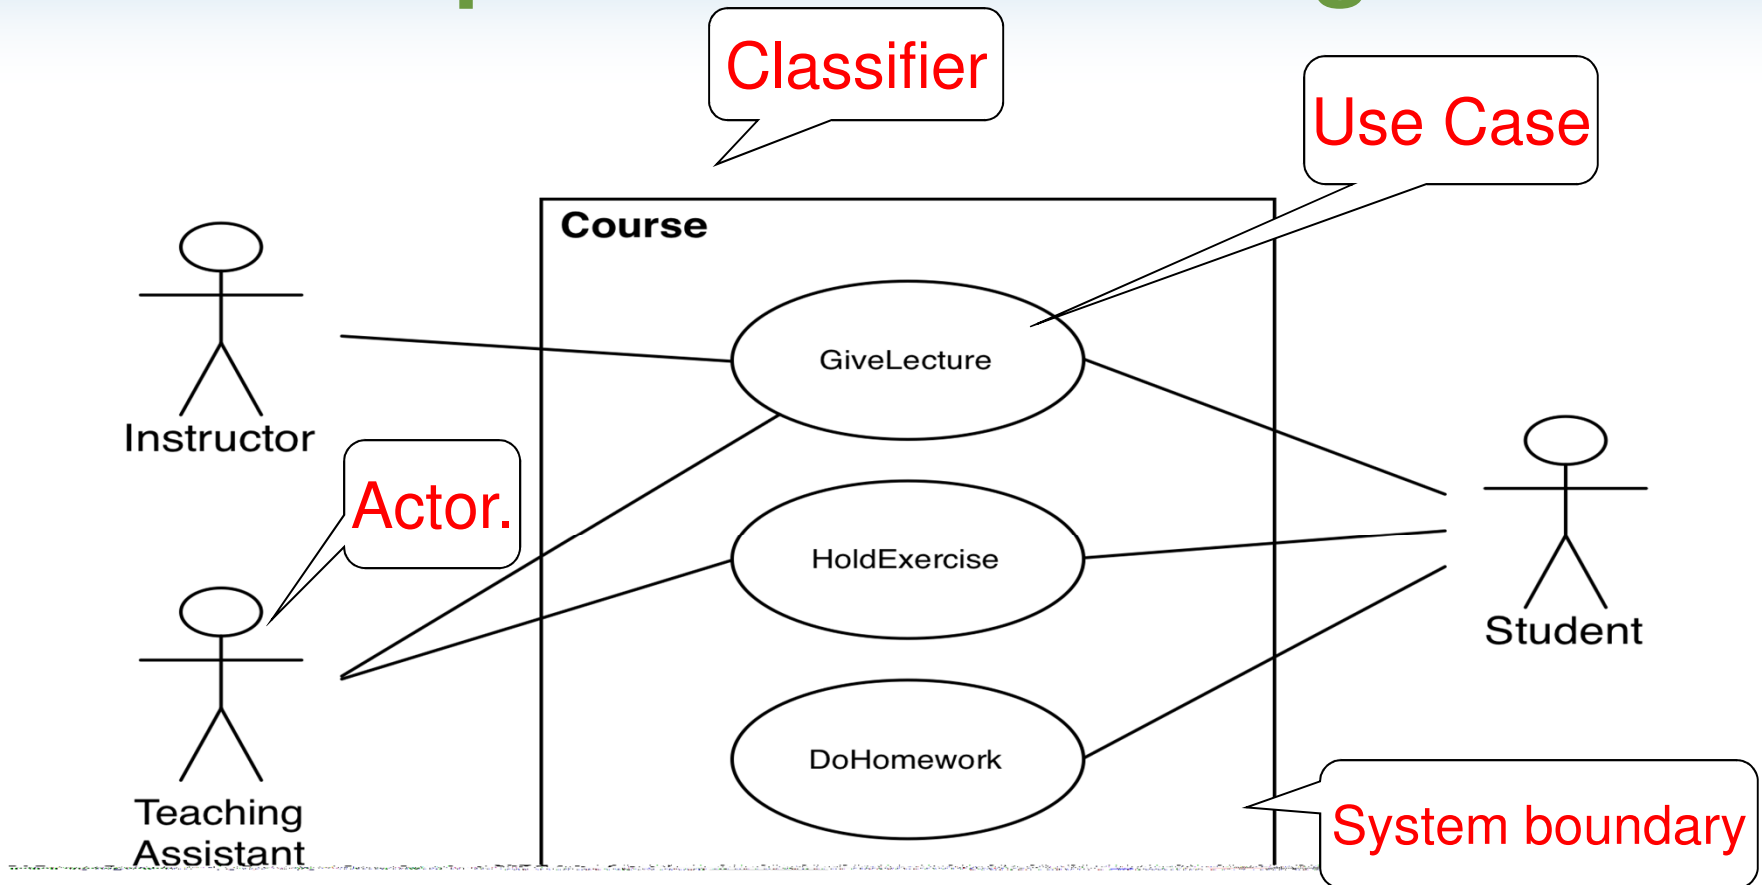 Classifier
Use Case
Course
GiveLecture
Instructor
Actor.
HoldExercise
Student
DoHomework
Teaching
Assistant
System boundary